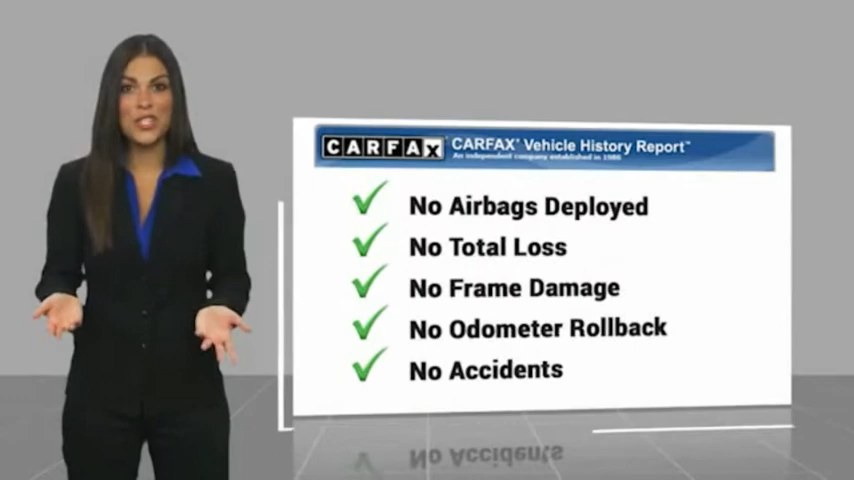 CARFAX
CARFAX® Vehicle History Report™
An independent company established in 1986
No Airbags Deployed
No Total Loss
No Frame Damage
No Odometer Rollback
No Accidents
No Accidents